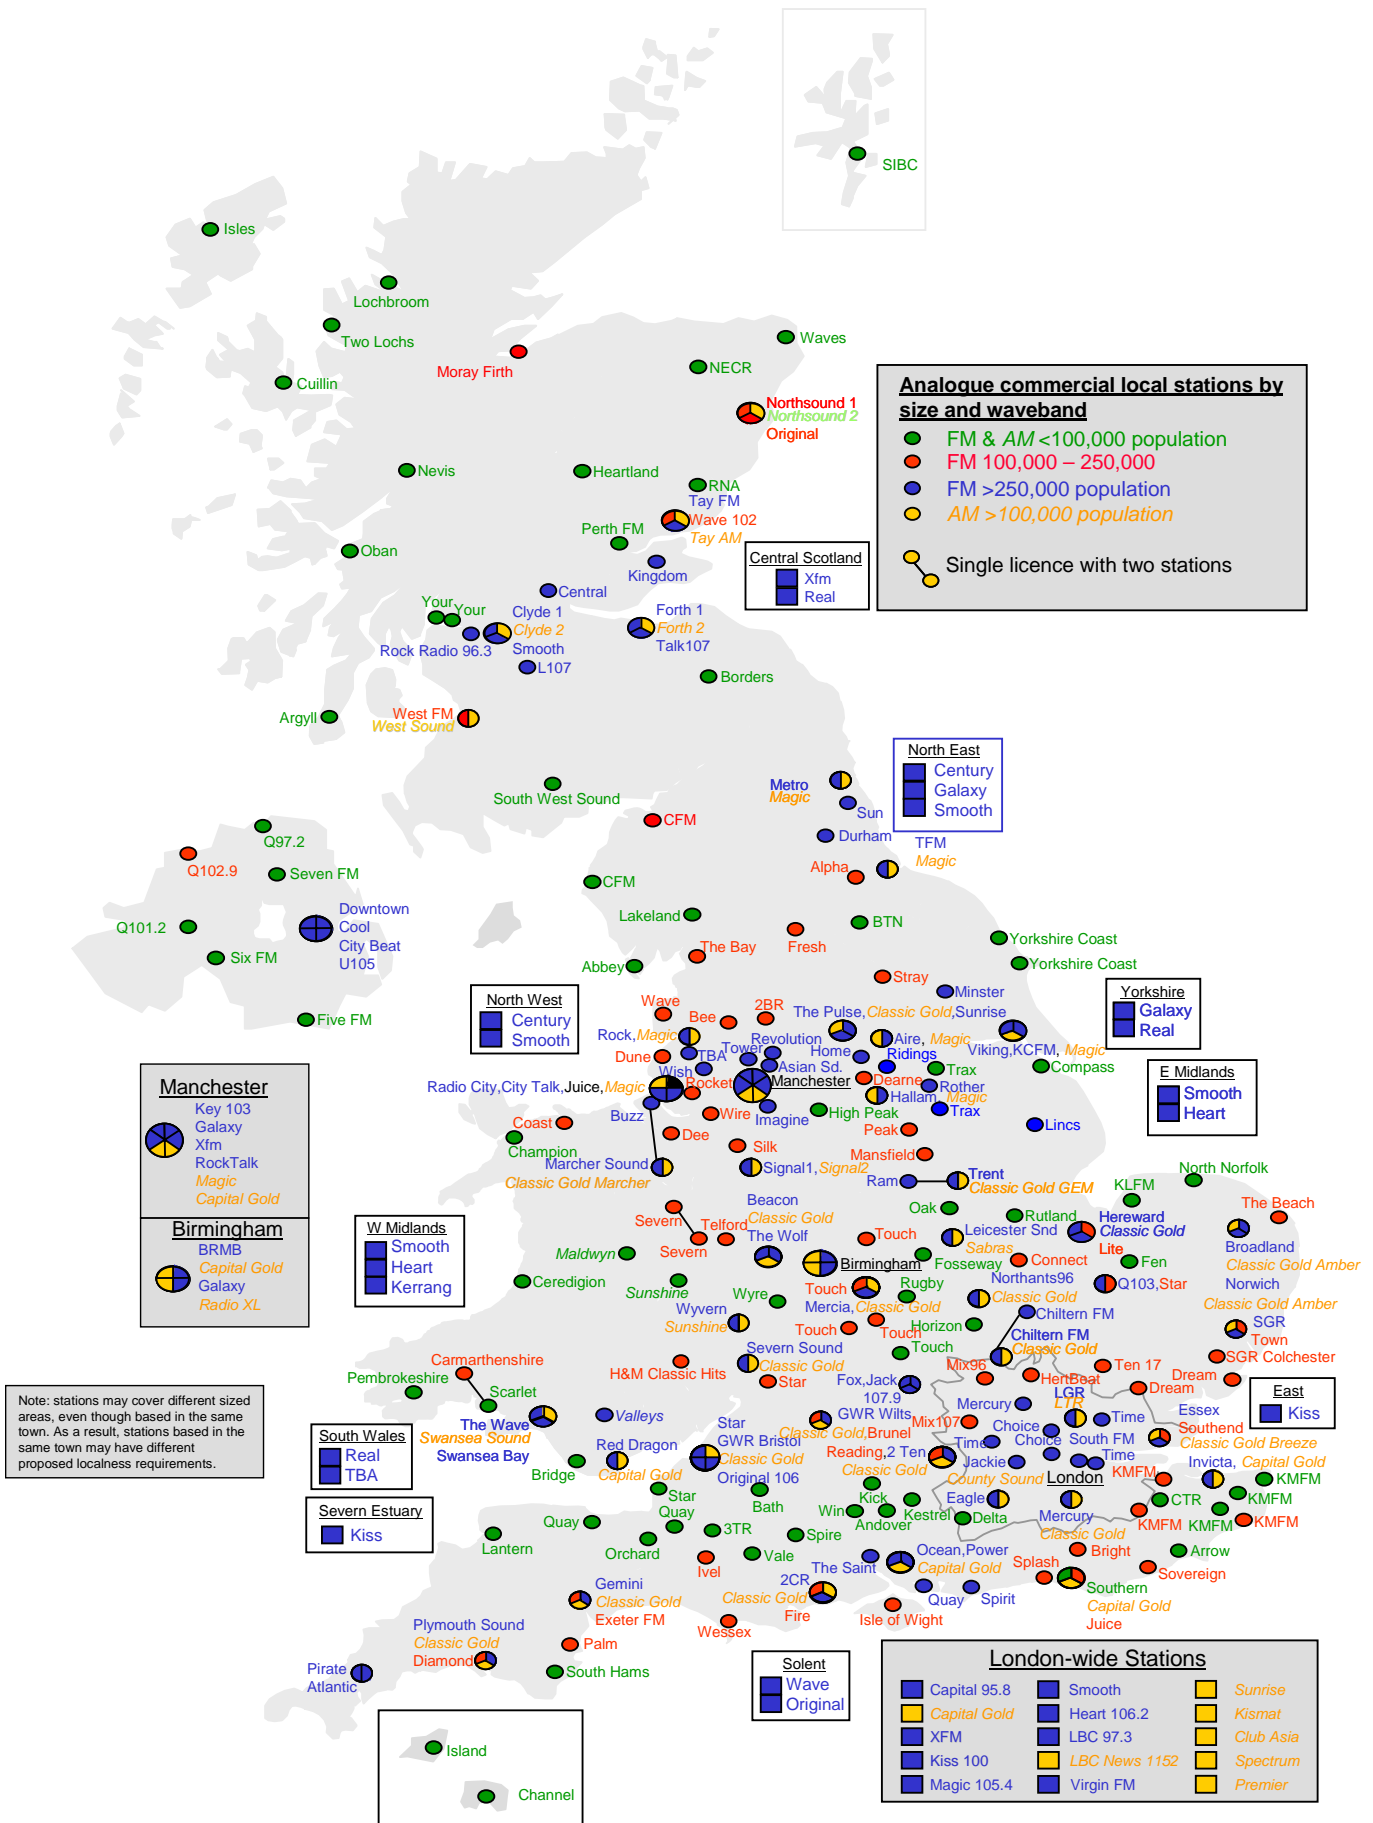 SIBC
Isles
Lochbroom
Two Lochs
Waves
Moray Firth
NECR
Cuillin
Northsound 1
Northsound 2
Original
Analogue commercial local stations by
size and waveband
FM & AM <100,000 population
FM 100,000 – 250,000
FM >250,000 population
AM >100,000 population
Single licence with two stations
Nevis
Heartland
RNA
Tay FM
Wave 102
Tay AM
Perth FM
Oban
Kingdom
Central Scotland
Xfm
Real
Central
Your
Your
Clyde 1
Clyde 2
Smooth
Rock Radio 96.3
L107
Forth 1
Forth 2
Talk107
Borders
Argyll
West FM
West Sound
South West Sound
North East
Century
Galaxy
Smooth
Metro
Magic
Sun
CFM
Durham
TFM
Magic
Alpha
Q97.2
Q102.9
Seven FM
CFM
Downtown
Cool
City Beat
U105
Q101.2
Six FM
Five FM
Lakeland
BTN
Fresh
The Bay
Abbey
Yorkshire Coast
Yorkshire Coast
Stray
Minster
North West
Century
Smooth
Yorkshire
Galaxy
Real
Wave
Bee
2BR
The Pulse, Classic Gold, Sunrise
Rock, Magic
Revolution
Aire, Magic
Viking, KCFM, Magic
Dune
TBA
Tower
Home
Ridings
Asian Sd.
Trax
Compass
Wish
Manchester
Dearne
Rother
E Midlands
Smooth
Heart
Radio City, City Talk, Juice, Magic
Rocket
Hallam, Magic
Buzz
Wire
Imagine
High Peak
Trax
Lincs
Coast
Dee
Peak
Champion
Silk
Mansfield
Marcher Sound
Classic Gold Marcher
Signal1, Signal2
Ram
Trent
Classic Gold GEM
North Norfolk
Manchester
Key 103
Galaxy
Xfm
RockTalk
Magic
Capital Gold
Birmingham
BRMB
Capital Gold
Galaxy
Radio XL
KLFM
The Beach
Severn
Telford
Severn
Beacon
Classic Gold
The Wolf
Touch
Oak
Rutland
Leicester Snd
Sabras
Hereward
Classic Gold
Lite
Broadland
Classic Gold Amber
W Midlands
Smooth
Heart
Kerrang
Maldwyn
Birmingham
Fosseway
Connect
Fen
Ceredigion
Sunshine
Wyre
Touch
Rugby
Northants96
Classic Gold
Q103, Star
Norwich
Classic Gold Amber
Wyvern
Sunshine
Mercia, Classic Gold
Horizon
Chiltern FM
SGR
Town
Touch
Touch
Touch
Chiltern FM
Classic Gold
SGR Colchester
Carmarthenshire
H&M Classic Hits
Severn Sound
Classic Gold
Star
Mix96
HertBeat
Ten 17
Dream
Dream
Pembrokeshire
Scarlet
Fox, Jack
107.9
LGR
LTR
East
Kiss
Note: stations may cover different sized
areas, even though based in the same
town. As a result, stations based in the
same town may have different
proposed localness requirements.
The Wave
Swansea Sound
Swansea Bay
Valleys
Star
GWR Bristol
Classic Gold
Original 106
GWR Wilts
Classic Gold, Brunel
Mix107
Mercury
Choice
Choice
Time
South FM
Essex
Southend
Classic Gold Breeze
South Wales
Real
TBA
Red Dragon
Capital Gold
Bridge
Reading, 2 Ten
Classic Gold
Time
Jackie
County Sound
London
Time
Invicta, Capital Gold
KMFM
KMFM
Severn Estuary
Kiss
Star
Bath
Kick
Eagle
Mercury
Classic Gold
CTR
KMFM
Quay
Quay
Win
Andover
Kestrel
Delta
KMFM
KMFM
KMFM
Lantern
Orchard
3TR
Spire
Vale
Ivel
The Saint
Ocean, Power
Capital Gold
Bright
Arrow
Splash
Sovereign
Gemini
Classic Gold
Exeter FM
2CR
Classic Gold
Fire
Quay
Spirit
Southern
Capital Gold
Juice
Plymouth Sound
Classic Gold
Diamond
Wessex
Isle of Wight
Palm
South Hams
Pirate
Atlantic
Solent
Wave
Original
London-wide Stations
Capital 95.8
Smooth
Sunrise
Capital Gold
Heart 106.2
Kismat
XFM
LBC 97.3
Club Asia
Kiss 100
LBC News 1152
Spectrum
Magic 105.4
Virgin FM
Premier
Island
Channel